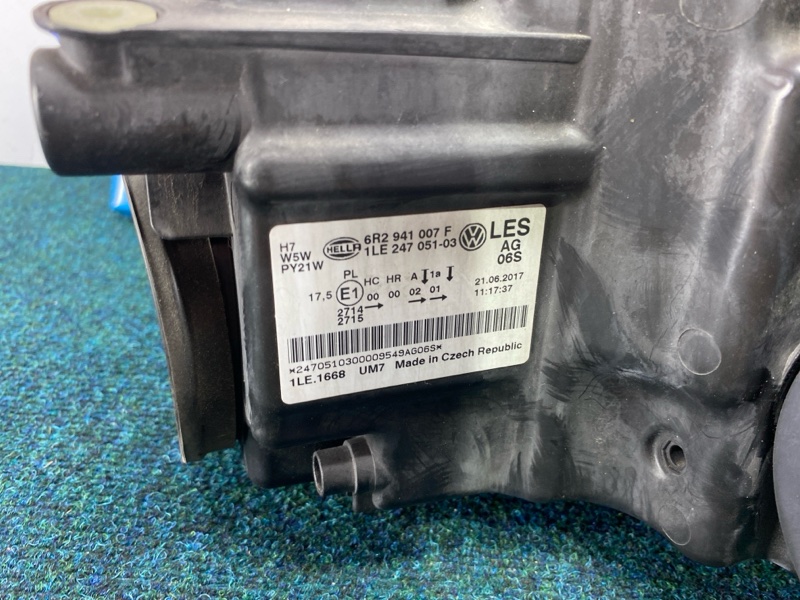 H7
W5W
PY21W
HELLA
6R2 941 007 F
1LE 247 051-03
VW
LES
AG
06S
PL HC HR A 1a
17,5 E1 00 00 02 01
2714
2715
21.06.2017
11:17:37
*2470510300009549AG06S*
1LE.1668 UM7 Made in Czech Republic